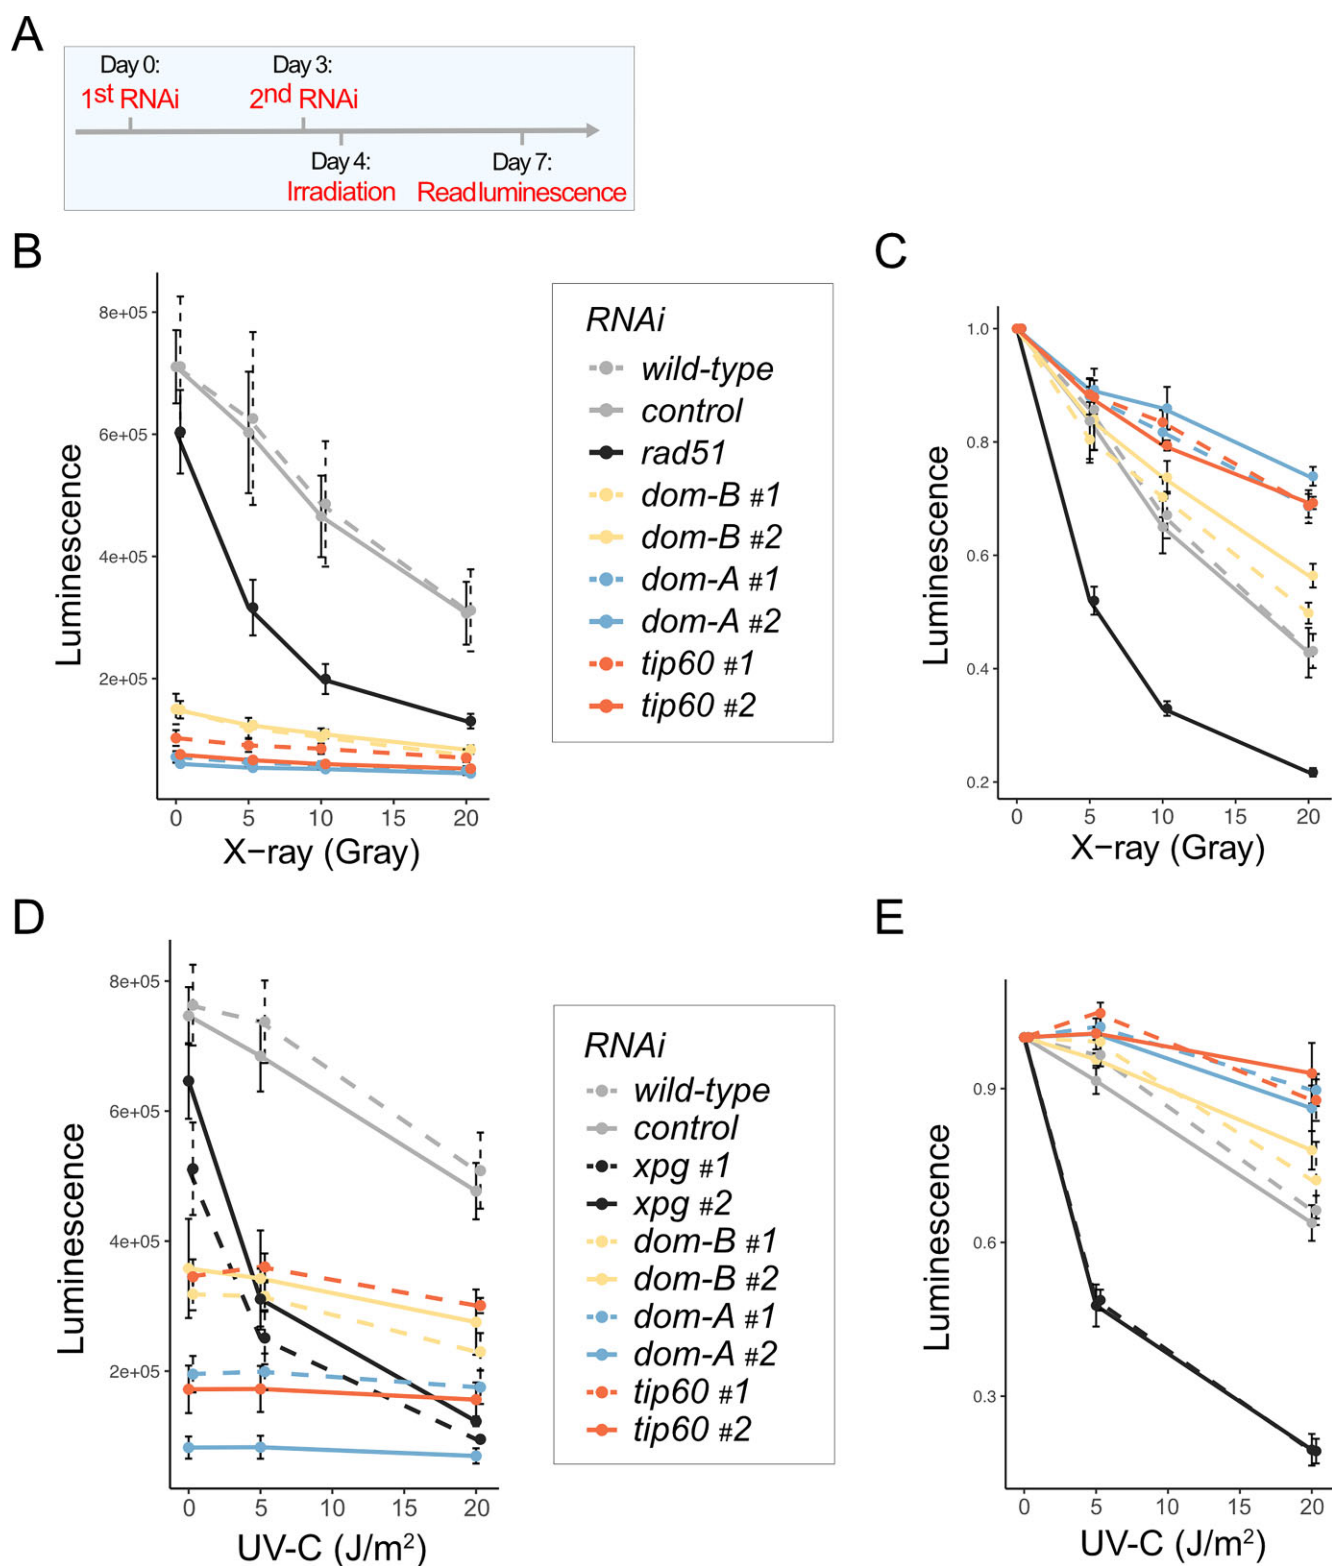 A
Day 0:
1st RNAi
Day 3:
2nd RNAi
Day 4:
Irradiation
Day 7:
Read luminescence
B
8e+05
6e+05
4e+05
2e+05
Luminescence
0 5 10 15 20
X−ray (Gray)
RNAi
wild-type
control
rad51
dom-B #1
dom-B #2
dom-A #1
dom-A #2
tip60 #1
tip60 #2
C
1.0
0.8
0.6
0.4
0.2
Luminescence
0 5 10 15 20
X−ray (Gray)
D
8e+05
6e+05
4e+05
2e+05
Luminescence
0 5 10 15 20
UV-C (J/m²)
RNAi
wild-type
control
xpg #1
xpg #2
dom-B #1
dom-B #2
dom-A #1
dom-A #2
tip60 #1
tip60 #2
E
0.9
0.6
0.3
Luminescence
0 5 10 15 20
UV-C (J/m²)